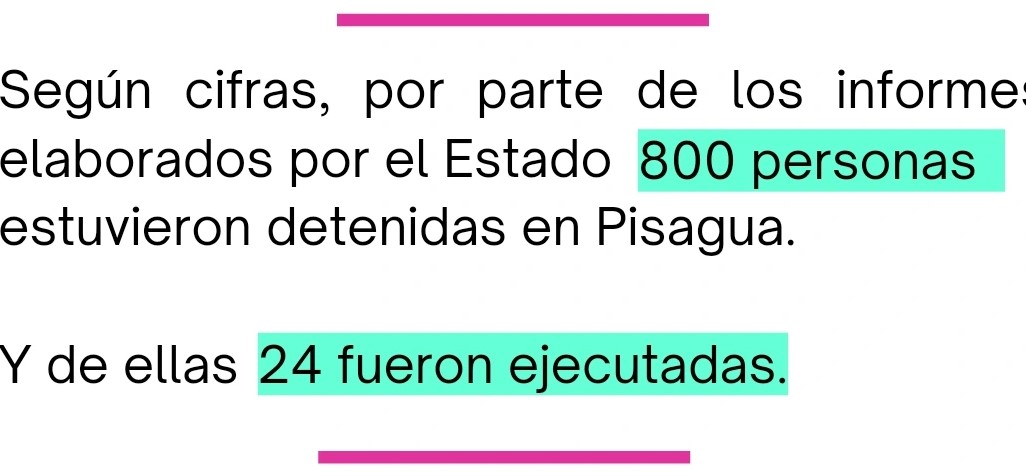 Según cifras, por parte de los informes
elaborados por el Estado 800 personas
estuvieron detenidas en Pisagua.
Y de ellas 24 fueron ejecutadas.